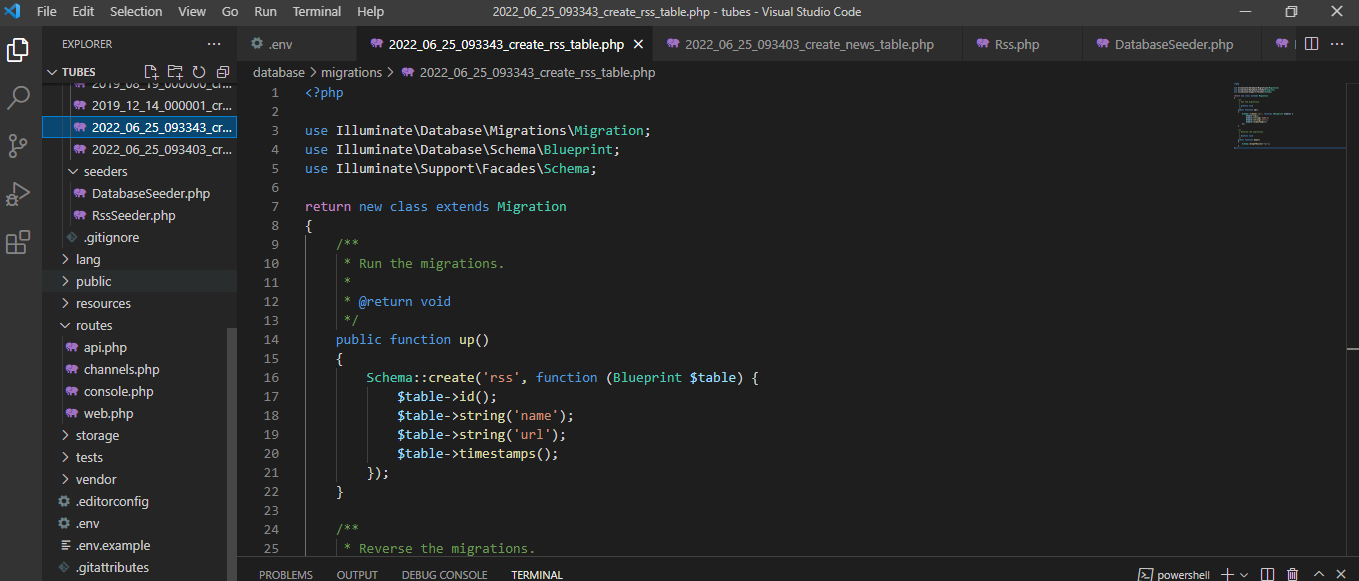 File Edit Selection View Go Run Terminal Help 2022_06_25_093343_create_rss_table.php - tubes - Visual Studio Code
EXPLORER
TUBES
2019_08_19_000000_cr...
2019_12_14_000001_cr...
2022_06_25_093343_cr...
2022_06_25_093403_cr...
seeders
DatabaseSeeder.php
RssSeeder.php
.gitignore
lang
public
resources
routes
api.php
channels.php
console.php
web.php
storage
tests
vendor
.editorconfig
.env
.env.example
.gitattributes
.env 2022_06_25_093343_create_rss_table.php 2022_06_25_093403_create_news_table.php Rss.php DatabaseSeeder.php
database > migrations > 2022_06_25_093343_create_rss_table.php
1 <?php
2
3 use Illuminate\Database\Migrations\Migration;
4 use Illuminate\Database\Schema\Blueprint;
5 use Illuminate\Support\Facades\Schema;
6
7 return new class extends Migration
8 {
9 /**
10 * Run the migrations.
11 *
12 * @return void
13 */
14 public function up()
15 {
16 Schema::create('rss', function (Blueprint $table) {
17 $table->id();
18 $table->string('name');
19 $table->string('url');
20 $table->timestamps();
21 });
22 }
23
24 /**
25 * Reverse the migrations.
PROBLEMS OUTPUT DEBUG CONSOLE TERMINAL powershell